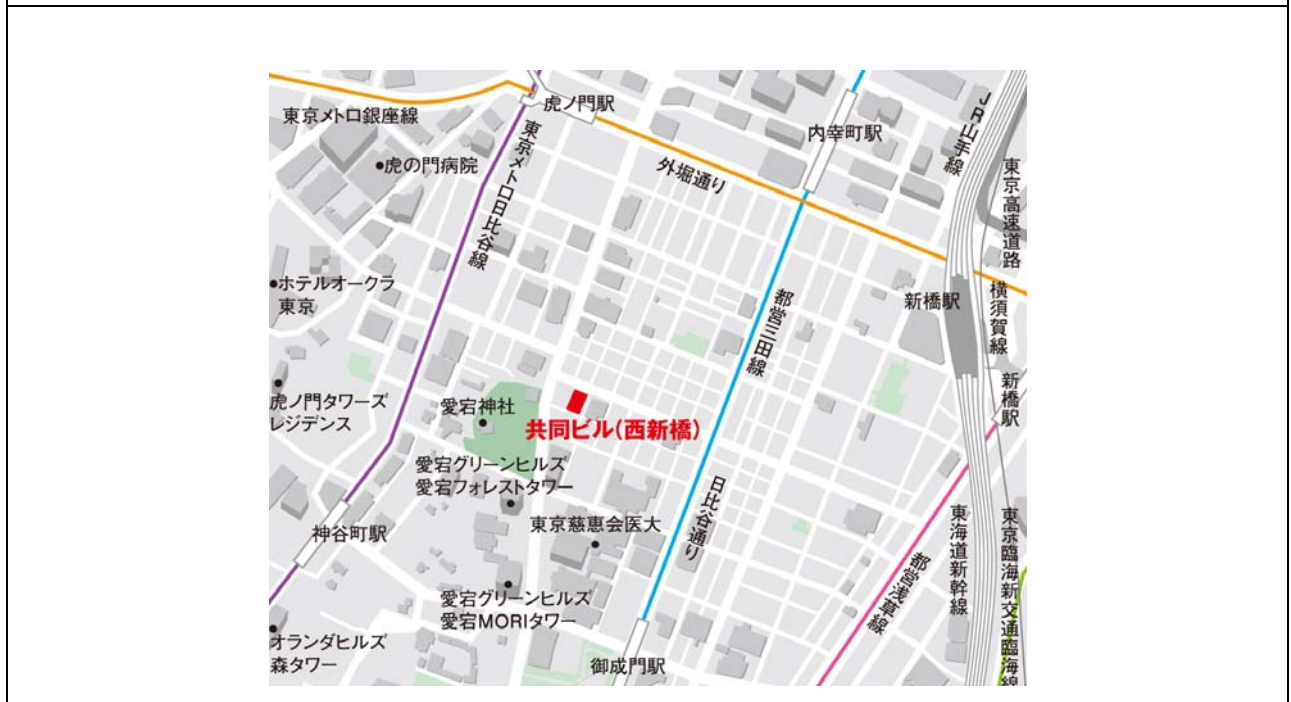 東京メトロ銀座線
虎ノ門駅
内幸町駅
JR山手線
東京高速道路
虎の門病院
東京メトロ日比谷線
外堀通り
ホテルオークラ
東京
都営三田線
新橋駅
横須賀線
虎ノ門タワーズ
レジデンス
愛宕神社
共同ビル(西新橋)
新橋駅
愛宕グリーンヒルズ
愛宕フォレストタワー
日比谷通り
神谷町駅
東京慈恵会医大
東海道新幹線
東京臨海新交通臨海線
都営浅草線
愛宕グリーンヒルズ
愛宕MORIタワー
オランダヒルズ
森タワー
御成門駅